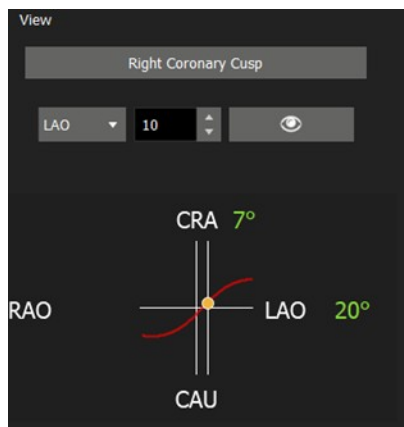 View
Right Coronary Cusp
LAO 10
CRA 7°
RAO LAO 20°
CAU